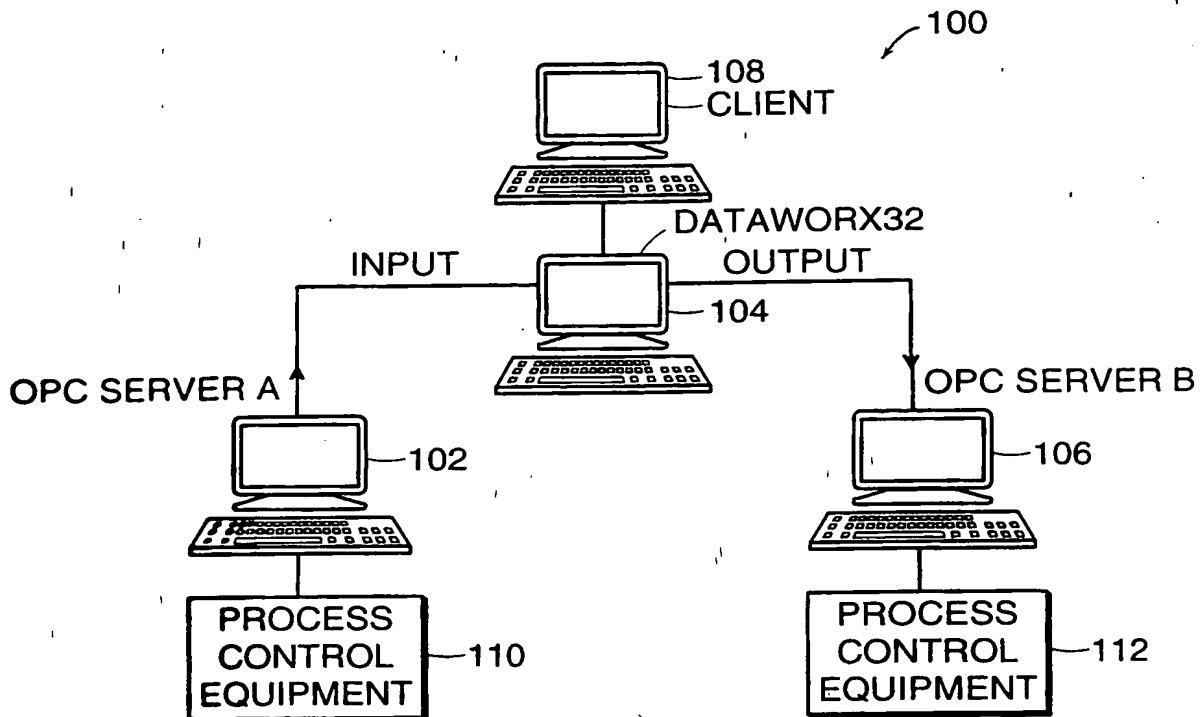 100
108
CLIENT
DATAWORX32
INPUT
OUTPUT
104
OPC SERVER A
OPC SERVER B
102
106
PROCESS
CONTROL
EQUIPMENT
110
PROCESS
CONTROL
EQUIPMENT
112